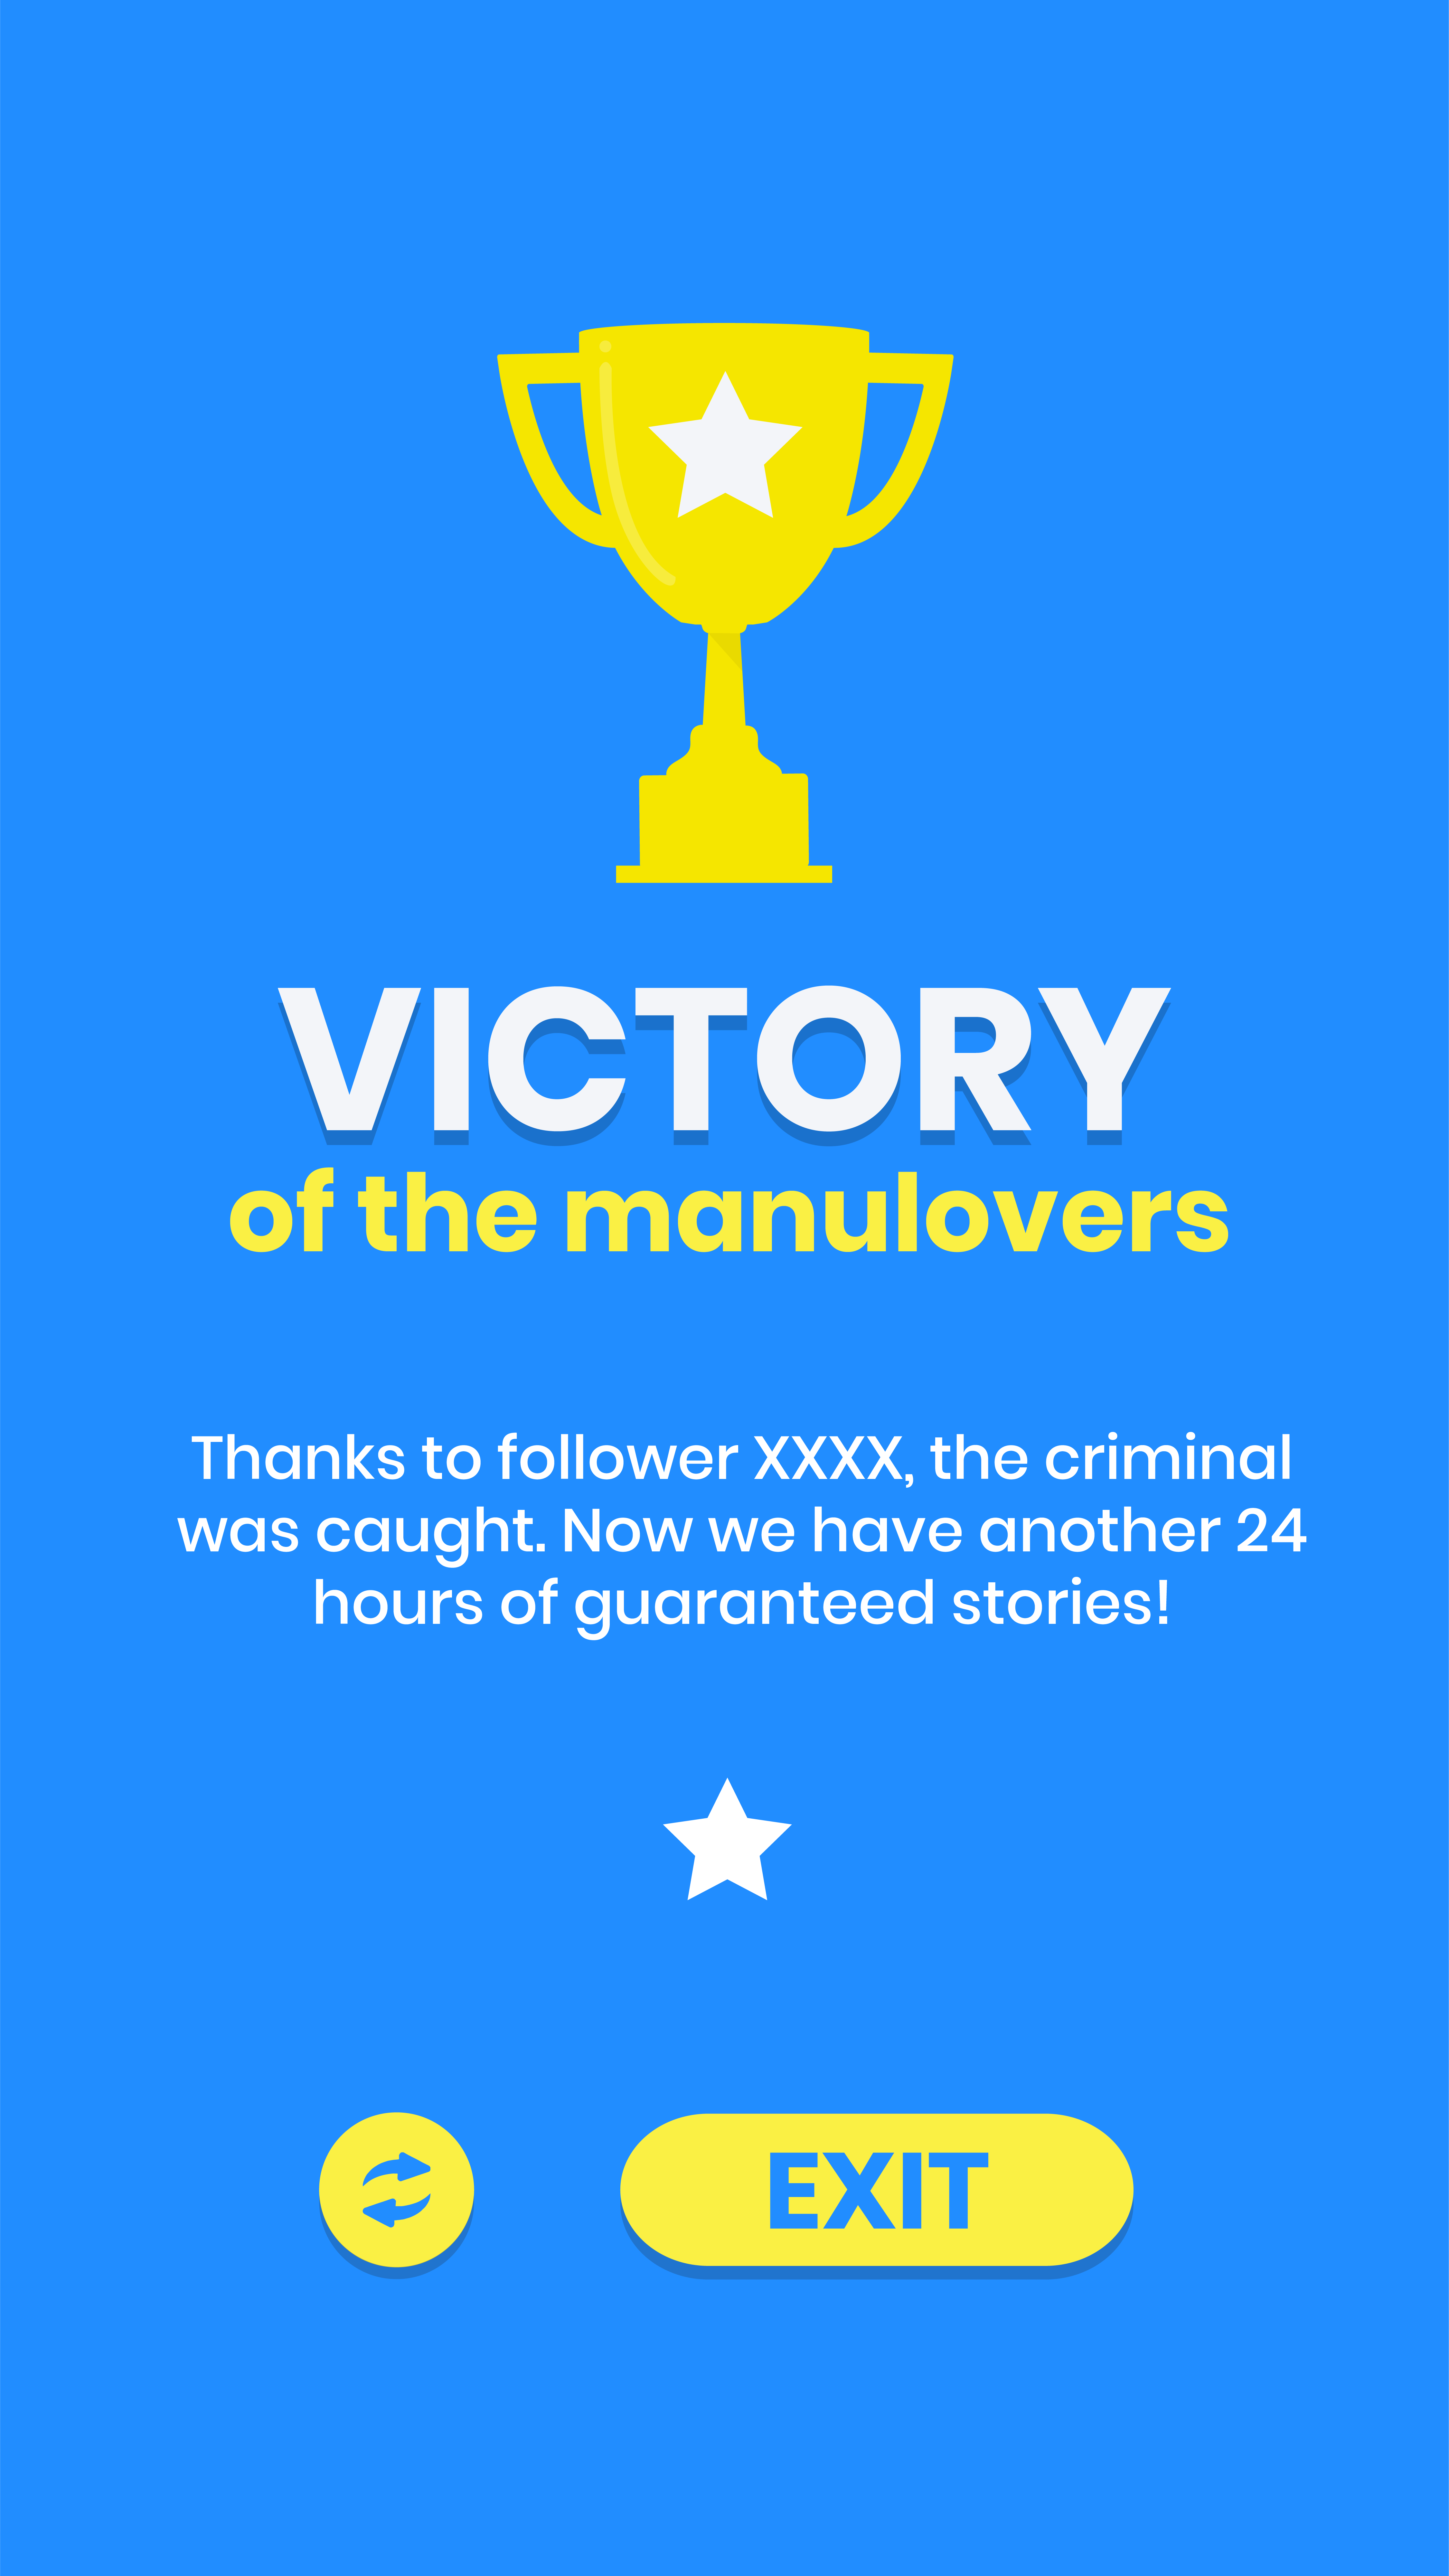 VICTORY
of the manulovers
Thanks to follower XXXX, the criminal
was caught. Now we have another 24
hours of guaranteed stories!
EXIT